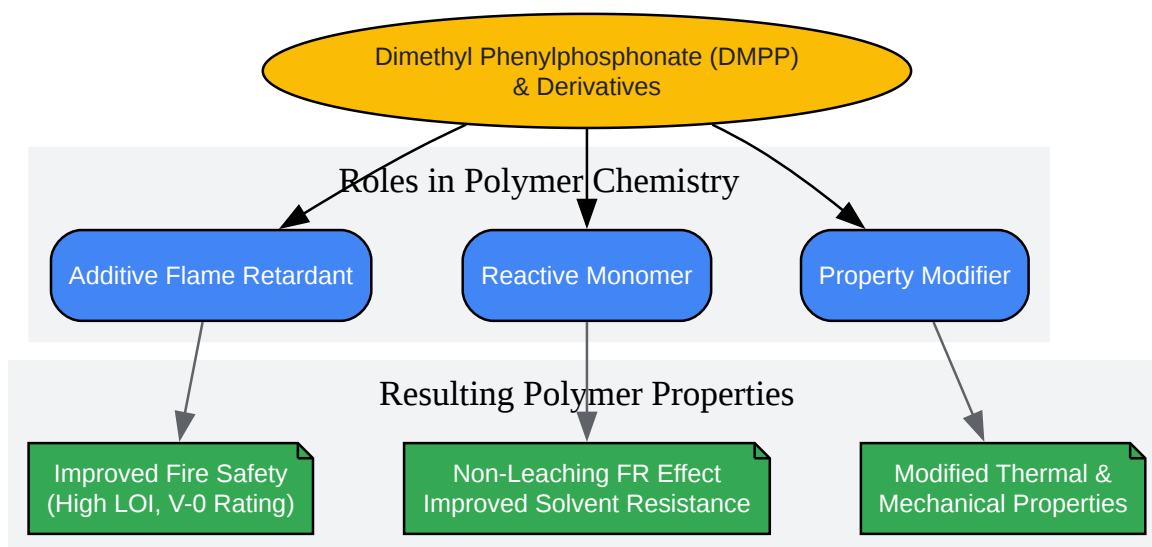 Dimethyl Phenylphosphonate (DMPP)
& Derivatives
Roles in Polymer Chemistry
Additive Flame Retardant
Reactive Monomer
Property Modifier
Resulting Polymer Properties
Improved Fire Safety
(High LOI, V-0 Rating)
Non-Leaching FR Effect
Improved Solvent Resistance
Modified Thermal &
Mechanical Properties